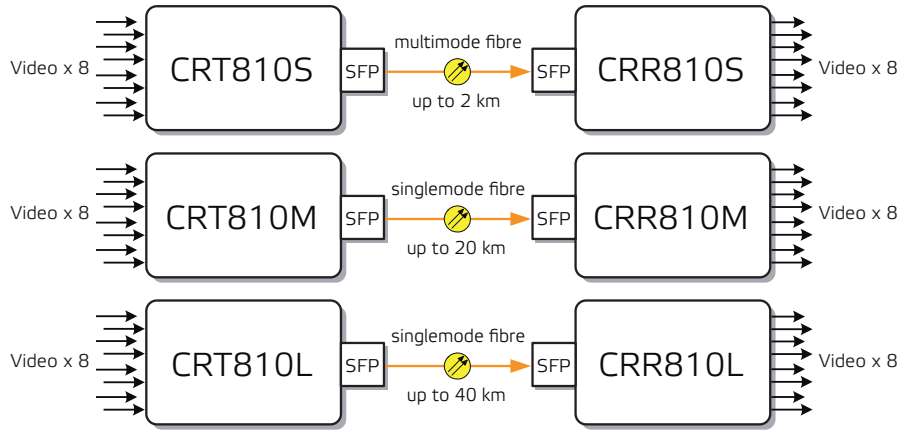 multimode fibre
Video x 8 CRT810S SFP SFP CRR810S Video x 8
up to 2 km
singlemode fibre
Video x 8 CRT810M SFP SFP CRR810M Video x 8
up to 20 km
singlemode fibre
Video x 8 CRT810L SFP SFP CRR810L Video x 8
up to 40 km